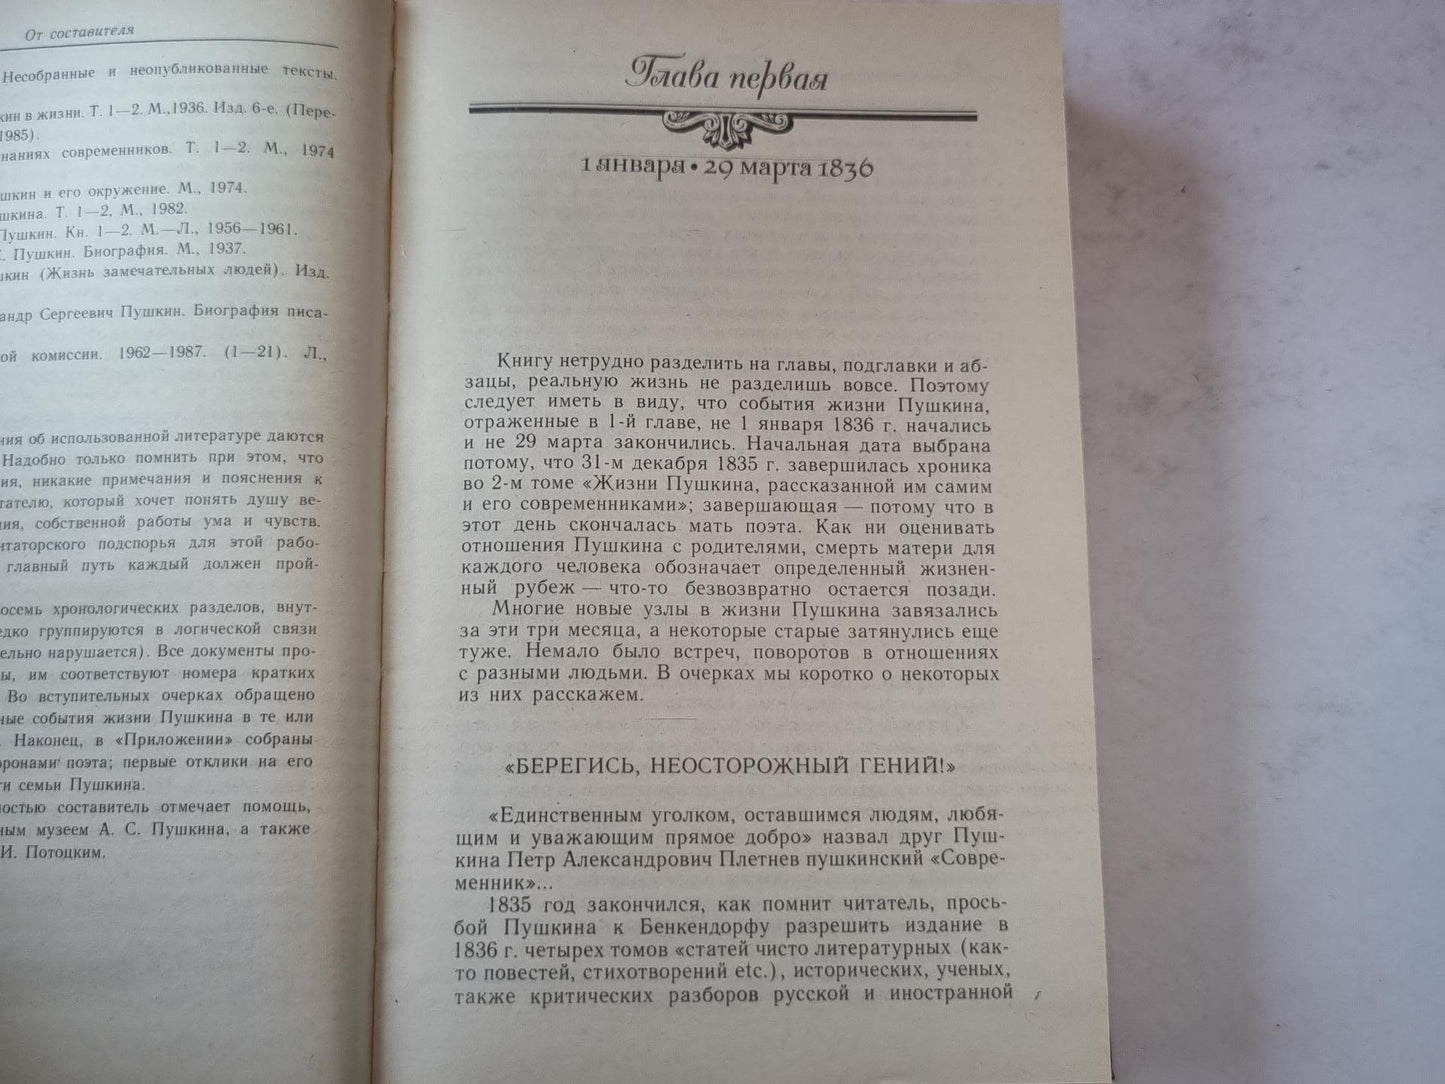 От составителя
Несобранные и неопубликованные тексты.
кин в жизни. Т. 1—2. М.,1936. Изд. 6-е. (Пере-
1985).
наниях современников. Т. 1—2. М., 1974
шкин и его окружение. М., 1974.
шкина. Т. 1—2, М., 1982.
Пушкин. Кн. 1—2. М.—Л., 1956—1961.
. Пушкин. Биография. М., 1937.
шкин (Жизнь замечательных людей). Изд.
андр Сергеевич Пушкин. Биография писа-
ой комиссии. 1962—1987. (1—21). Л.,
ния об использованной литературе даются
Надобно только помнить при этом, что
ия, никакие примечания и пояснения к
тателю, который хочет понять душу ве-
ния, собственной работы ума и чувств.
нтаторского подспорья для этой рабо-
главный путь каждый должен прой-
осемь хронологических разделов, внут-
едко группируются в логической связи
ельно нарушается). Все документы про-
ы, им соответствуют номера кратких
Во вступительных очерках обращено
ные события жизни Пушкина в те или
. Наконец, в «Приложении» собраны
оронами поэта; первые отклики на его
ти семьи Пушкина.
ностью составитель отмечает помощь,
ным музеем А. С. Пушкина, а также
И. Потоцким.
Глава первая
1 января • 29 марта 1836
Книгу нетрудно разделить на главы, подглавки и аб-
зацы, реальную жизнь не разделишь вовсе. Поэтому
следует иметь в виду, что события жизни Пушкина,
отраженные в 1-й главе, не 1 января 1836 г. начались
и не 29 марта закончились. Начальная дата выбрана
потому, что 31-м декабря 1835 г. завершилась хроника
во 2-м томе «Жизни Пушкина, рассказанной им самим
и его современниками»; завершающая — потому что в
этот день скончалась мать поэта. Как ни оценивать
отношения Пушкина с родителями, смерть матери для
каждого человека обозначает определенный жизнен-
ный рубеж — что-то безвозвратно остается позади.
Многие новые узлы в жизни Пушкина завязались
за эти три месяца, а некоторые старые затянулись еще
туже. Немало было встреч, поворотов в отношениях
с разными людьми. В очерках мы коротко о некоторых
из них расскажем.
«БЕРЕГИСЬ, НЕОСТОРОЖНЫЙ ГЕНИЙ!»
«Единственным уголком, оставшимся людям, любя-
щим и уважающим прямое добро» назвал друг Пуш-
кина Петр Александрович Плетнев пушкинский «Совре-
менник»...
1835 год закончился, как помнит читатель, прось-
бой Пушкина к Бенкендорфу разрешить издание в
1836 г. четырех томов «статей чисто литературных (как-
то повестей, стихотворений etc.), исторических, ученых,
также критических разборов русской и иностранной